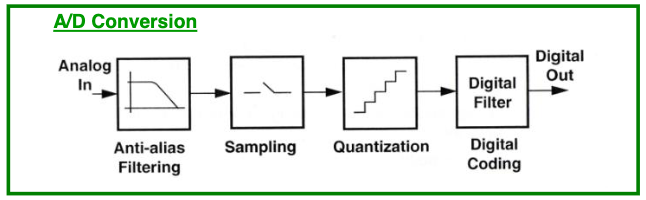 A/D Conversion
Analog
In
Digital
Out
Digital
Filter
Anti-alias
Filtering
Sampling
Quantization
Digital
Coding